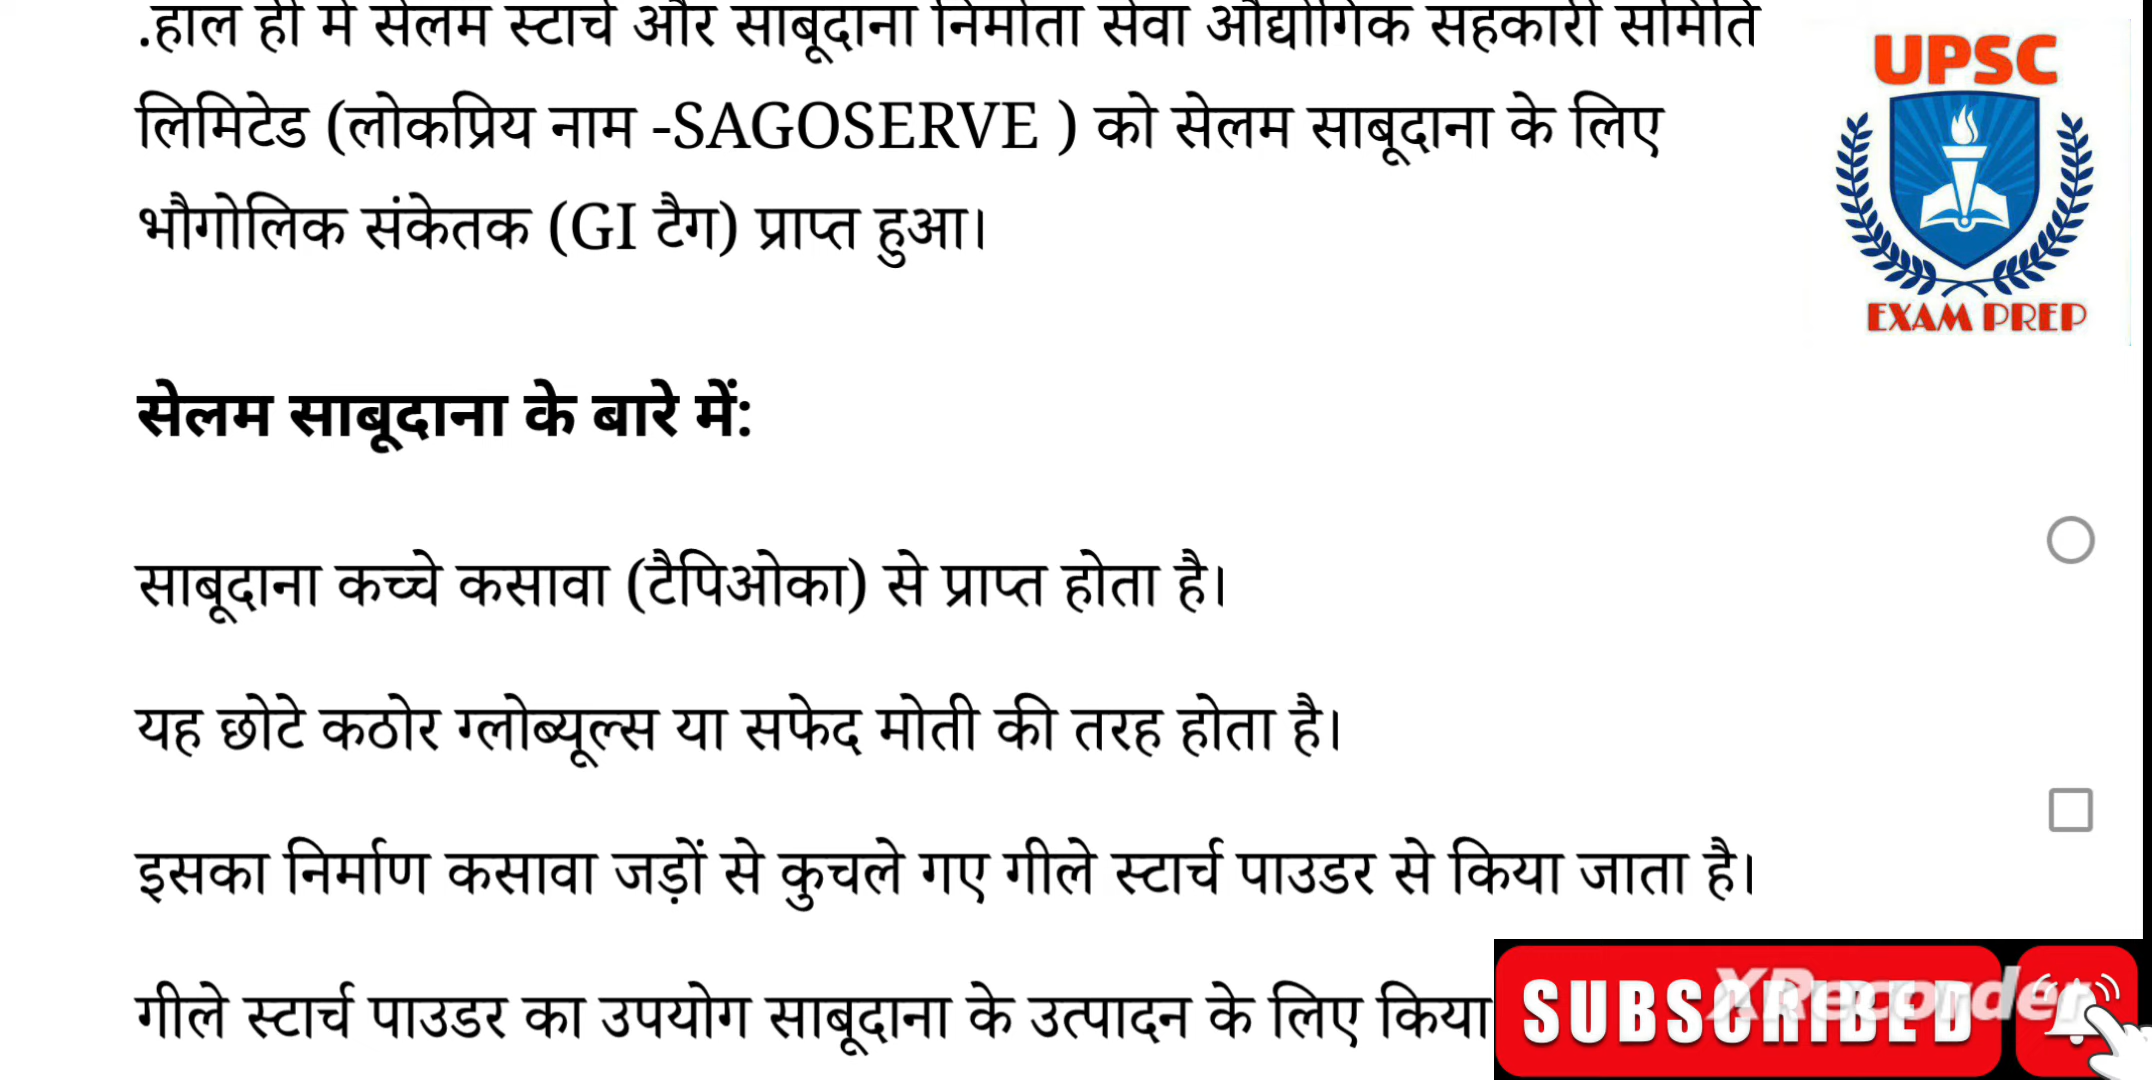 .हाल ही में सेलम स्टार्च और साबूदाना निर्माता सेवा औद्योगिक सहकारी समिति
लिमिटेड (लोकप्रिय नाम -SAGOSERVE ) को सेलम साबूदाना के लिए
भौगोलिक संकेतक (GI टैग) प्राप्त हुआ।
UPSC
EXAM PREP
सेलम साबूदाना के बारे में:
साबूदाना कच्चे कसावा (टैपिओका) से प्राप्त होता है।
यह छोटे कठोर ग्लोब्यूल्स या सफेद मोती की तरह होता है।
इसका निर्माण कसावा जड़ों से कुचले गए गीले स्टार्च पाउडर से किया जाता है।
गीले स्टार्च पाउडर का उपयोग साबूदाना के उत्पादन के लिए किया
SUBSCRIBED
XRecorder